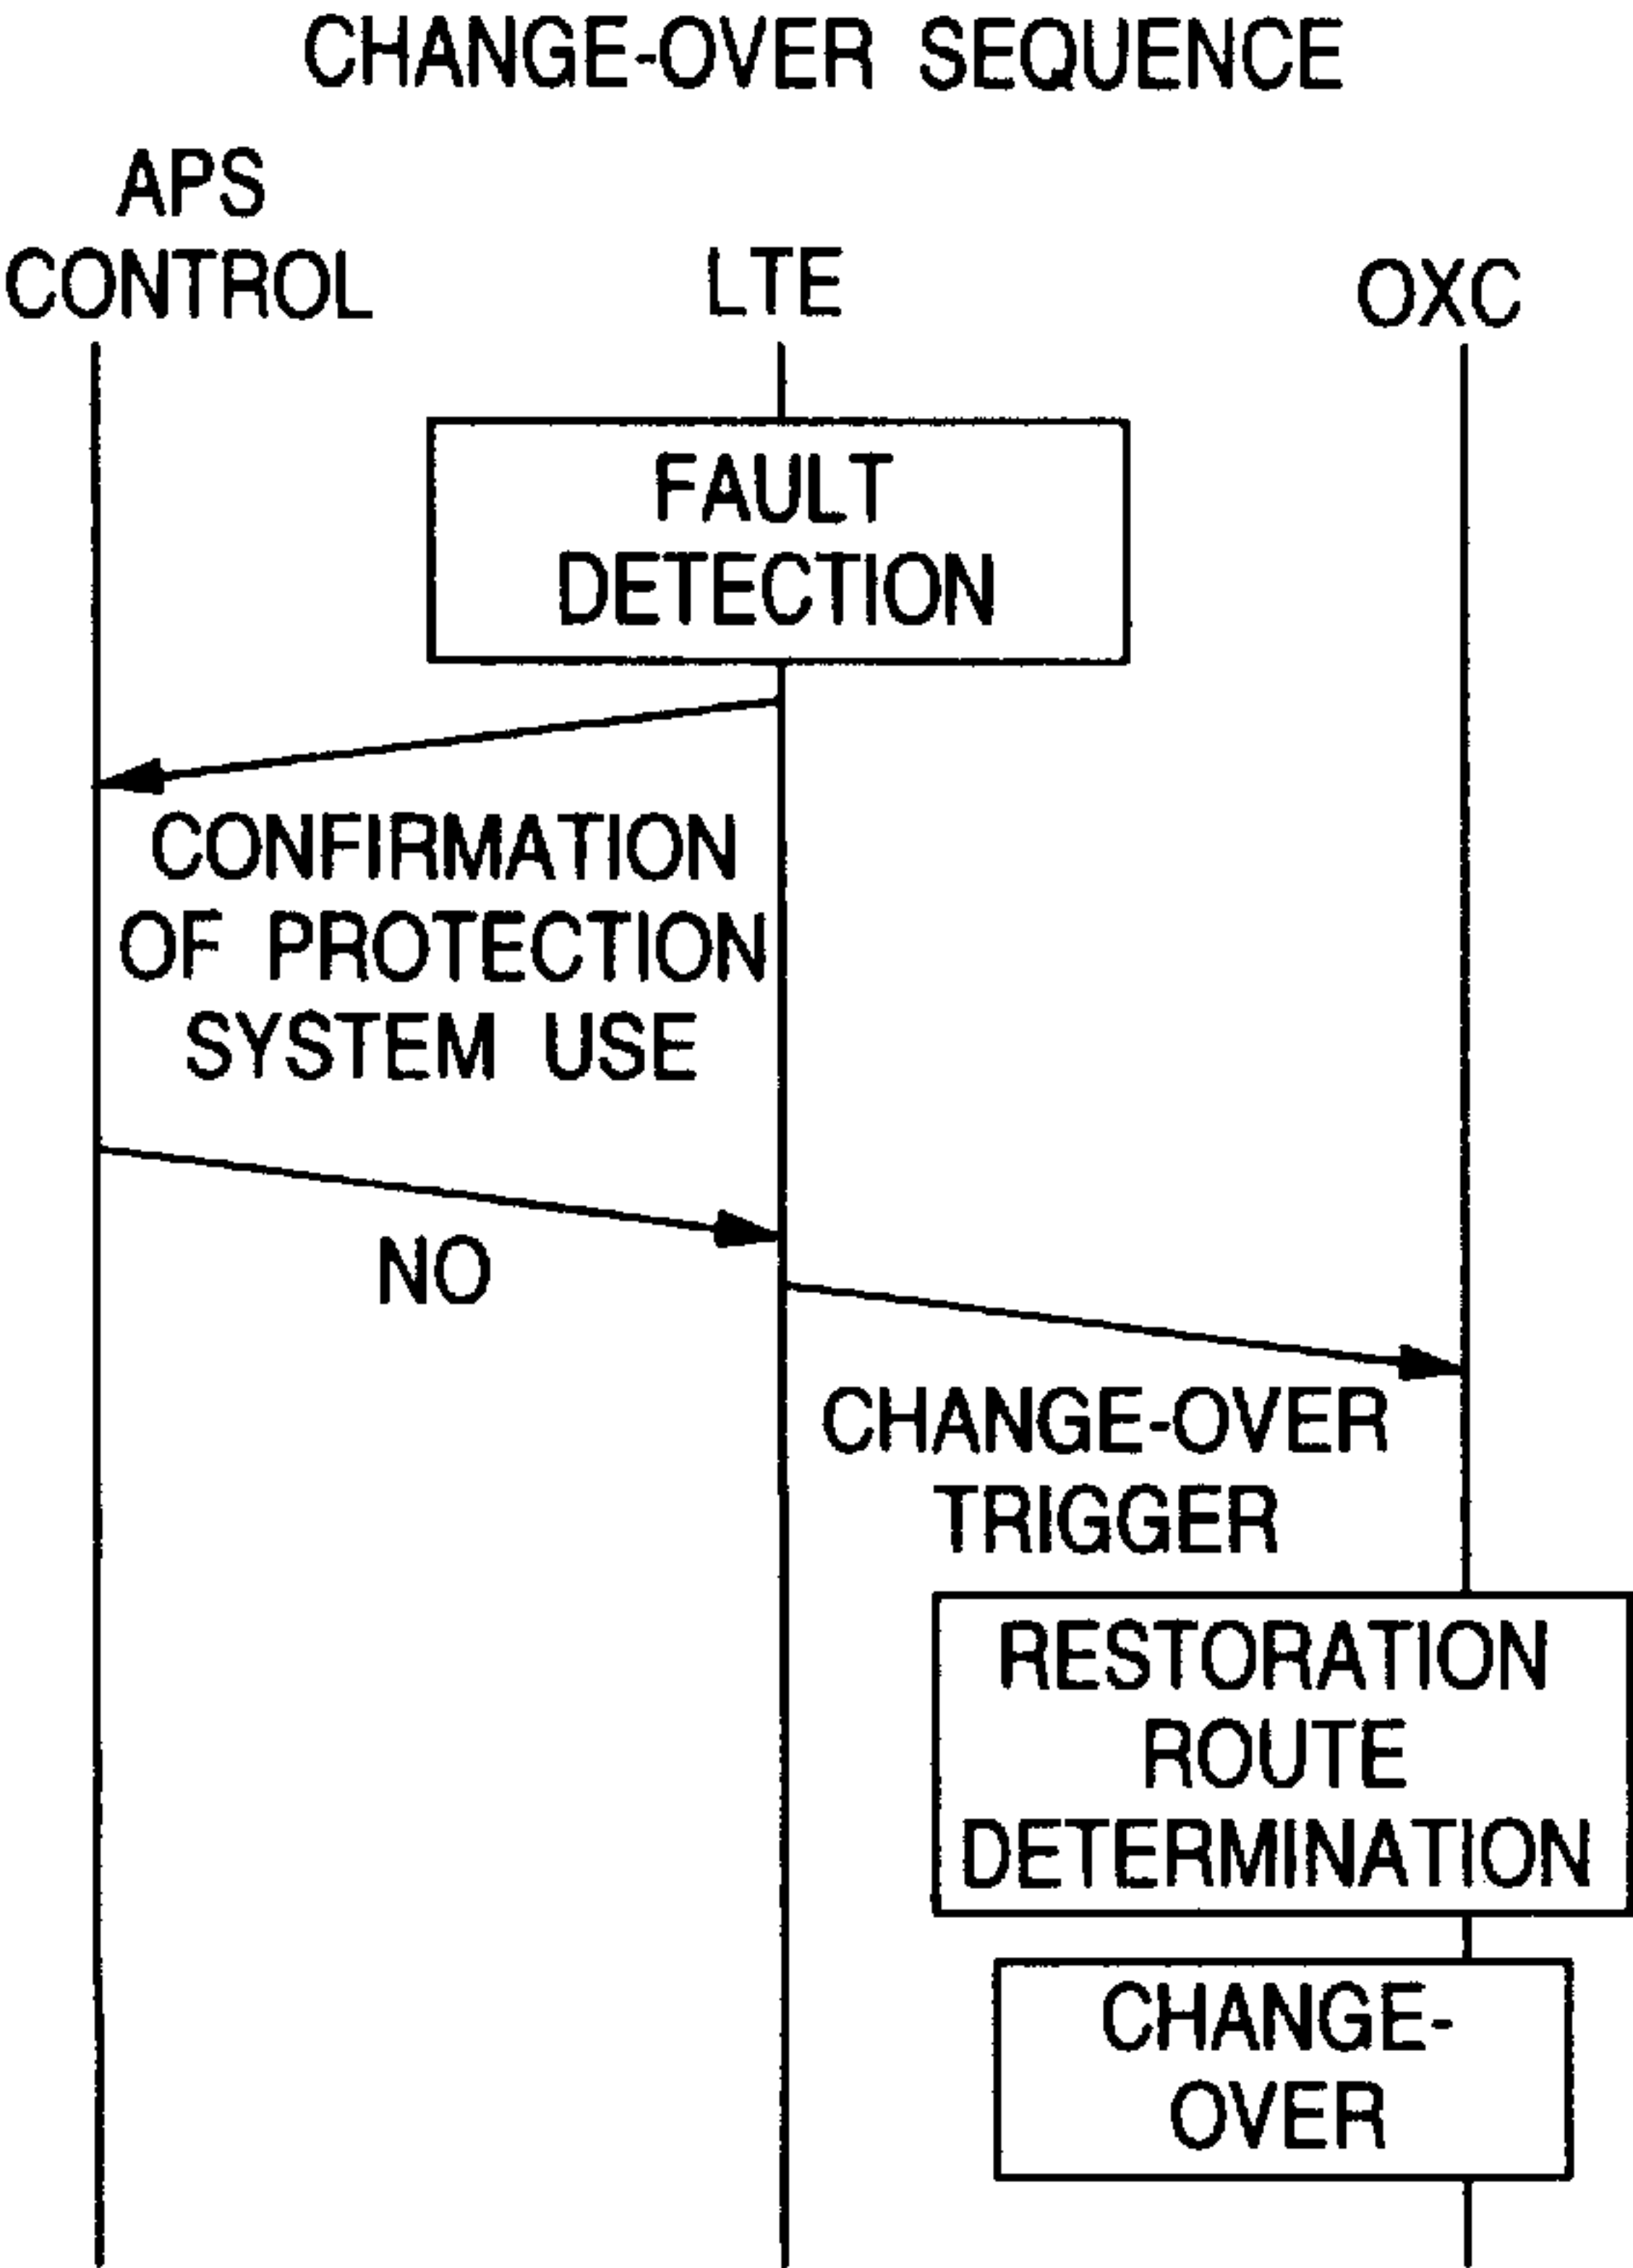 CHANGE-OVER SEQUENCE
APS
CONTROL
LTE
OXC
FAULT
DETECTION
CONFIRMATION
OF PROTECTION
SYSTEM USE
NO
CHANGE-OVER
TRIGGER
RESTORATION
ROUTE
DETERMINATION
CHANGE-
OVER